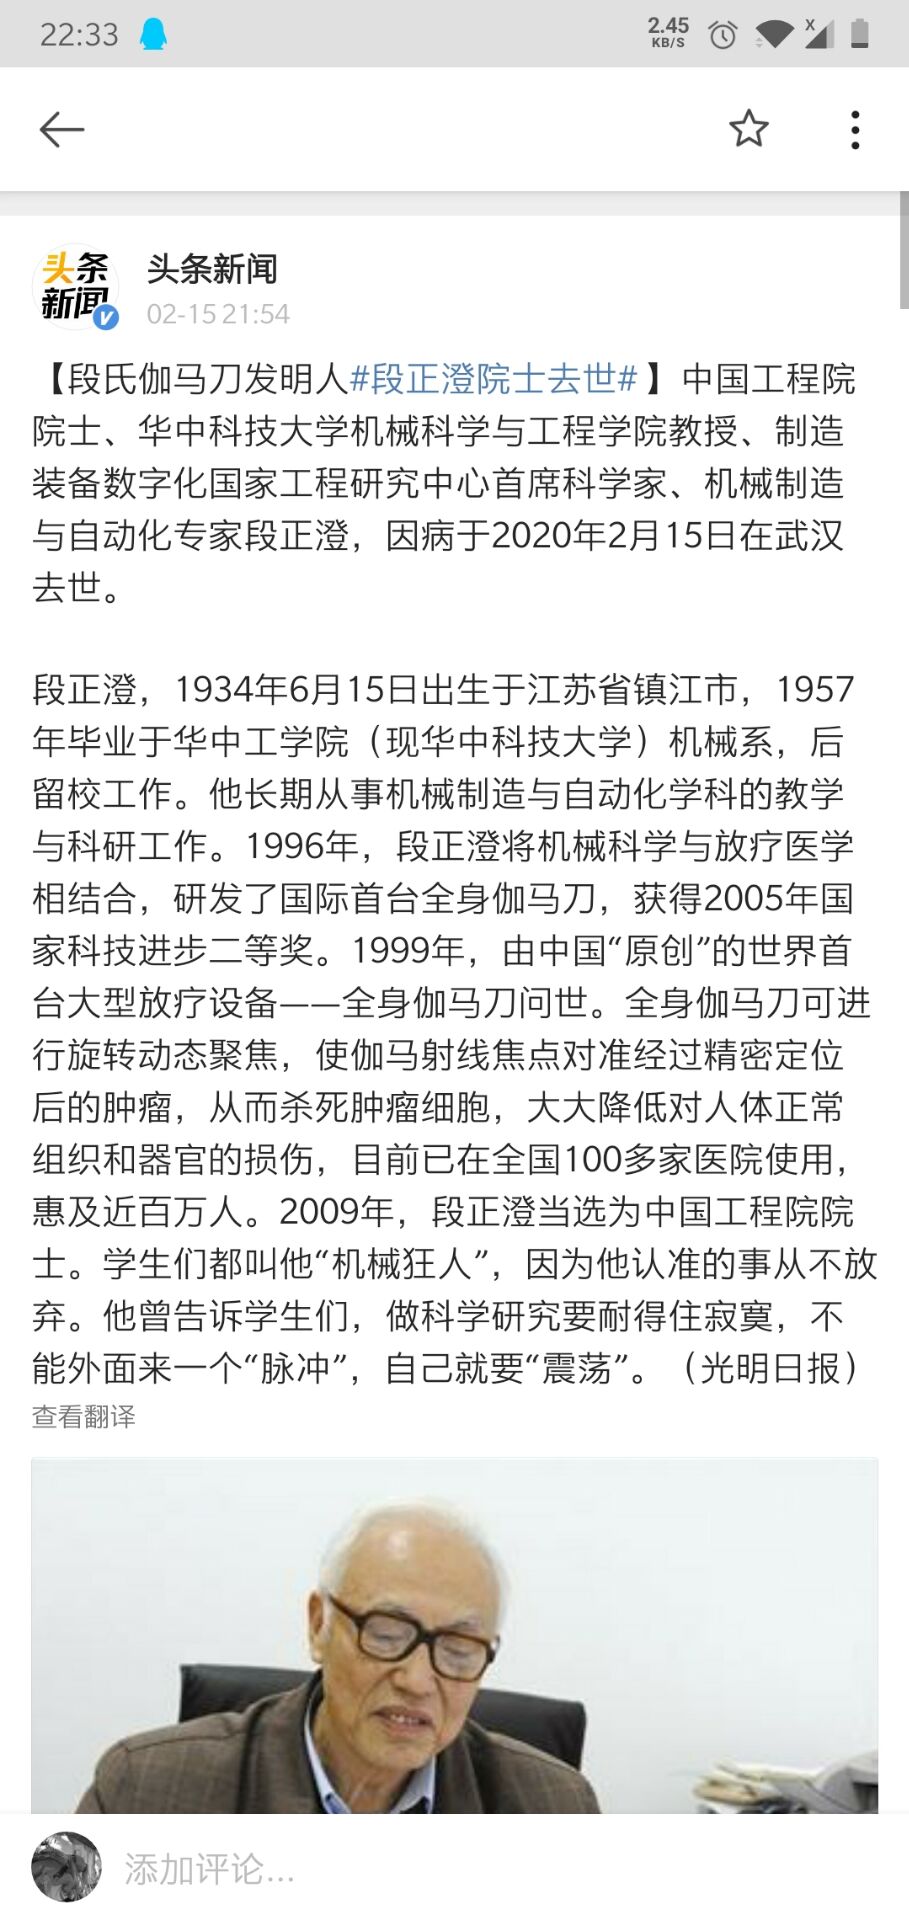 22:33
2.45
KB/S
X
头条
新闻
头条新闻
02-15 21:54
【段氏伽马刀发明人#段正澄院士去世#】中国工程院
院士、华中科技大学机械科学与工程学院教授、制造
装备数字化国家工程研究中心首席科学家、机械制造
与自动化专家段正澄，因病于2020年2月15日在武汉
去世。
段正澄，1934年6月15日出生于江苏省镇江市，1957
年毕业于华中工学院（现华中科技大学）机械系，后
留校工作。他长期从事机械制造与自动化学科的教学
与科研工作。1996年，段正澄将机械科学与放疗医学
相结合，研发了国际首台全身伽马刀，获得2005年国
家科技进步二等奖。1999年，由中国“原创”的世界首
台大型放疗设备——全身伽马刀问世。全身伽马刀可进
行旋转动态聚焦，使伽马射线焦点对准经过精密定位
后的肿瘤，从而杀死肿瘤细胞，大大降低对人体正常
组织和器官的损伤，目前已在全国100多家医院使用，
惠及近百万人。2009年，段正澄当选为中国工程院院
士。学生们都叫他“机械狂人”，因为他认准的事从不放
弃。他曾告诉学生们，做科学研究要耐得住寂寞，不
能外面来一个“脉冲”，自己就要“震荡”。（光明日报）
查看翻译
添加评论...